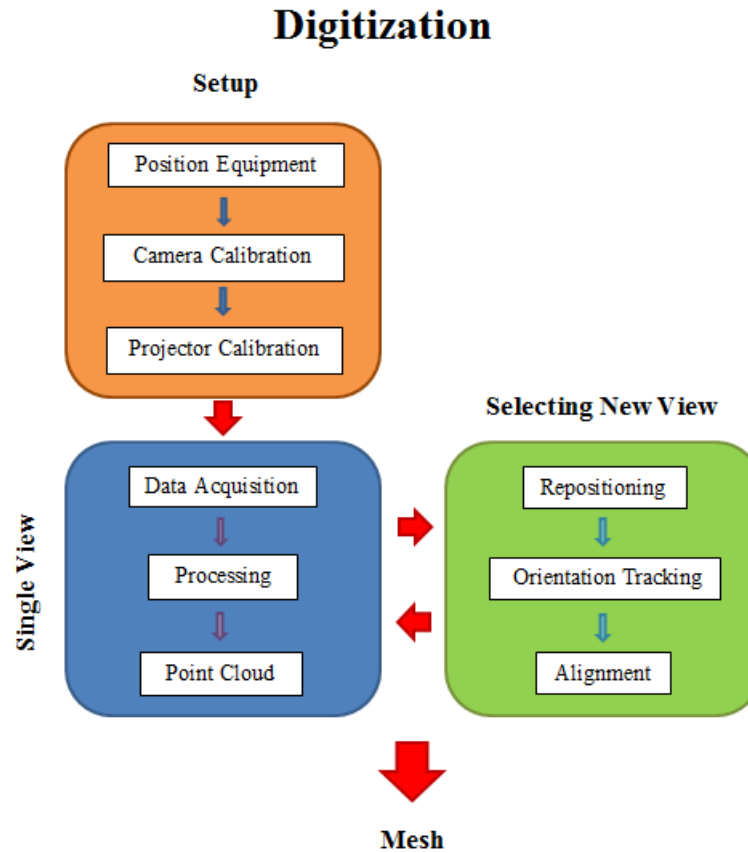 Digitization
Setup
Position Equipment
Camera Calibration
Projector Calibration
Single View
Data Acquisition
Processing
Point Cloud
Selecting New View
Repositioning
Orientation Tracking
Alignment
Mesh